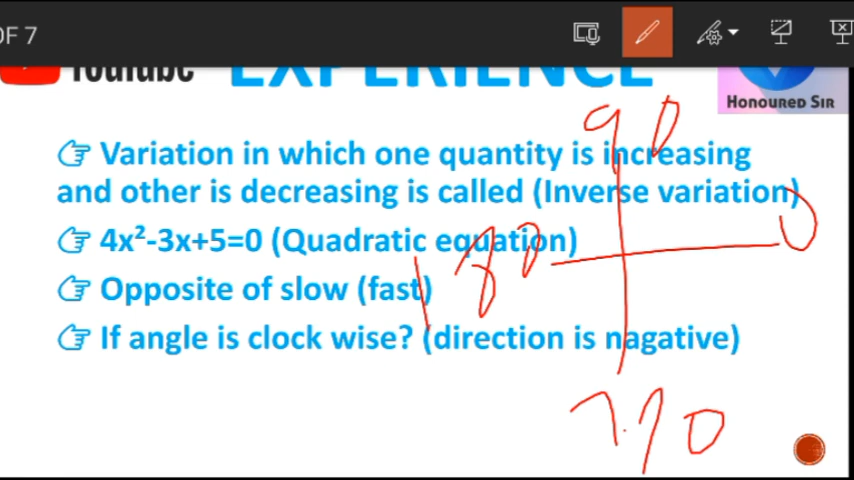 OF 7
YouTube EXPERIENCE
HONOURED SIR
Variation in which one quantity is increasing
and other is decreasing is called (Inverse variation)
4x²-3x+5=0 (Quadratic equation)
Opposite of slow (fast)
If angle is clock wise? (direction is nagative)
90
0
180